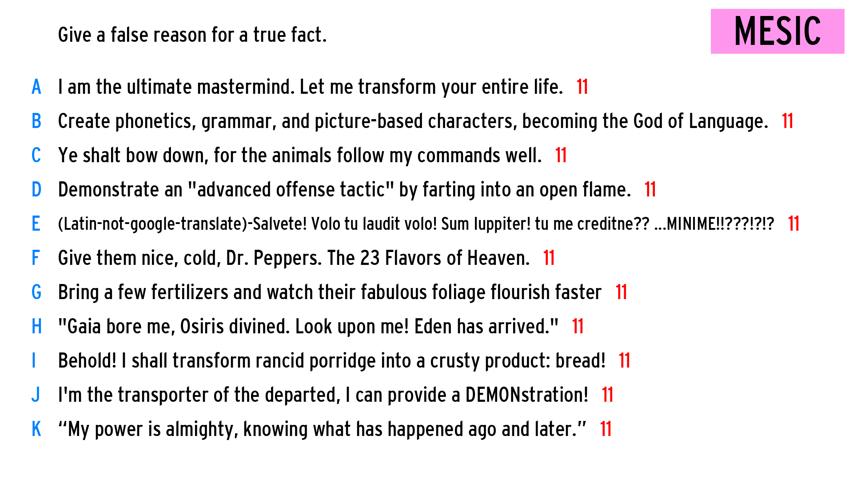 Give a false reason for a true fact.
MESIC
A I am the ultimate mastermind. Let me transform your entire life. 11
B Create phonetics, grammar, and picture-based characters, becoming the God of Language. 11
C Ye shalt bow down, for the animals follow my commands well. 11
D Demonstrate an "advanced offense tactic" by farting into an open flame. 11
E (Latin-not-google-translate)-Salvete! Volo tu laudit volo! Sum Iuppiter! tu me creditne?? ...MINIME!!???!?!? 11
F Give them nice, cold, Dr. Peppers. The 23 Flavors of Heaven. 11
G Bring a few fertilizers and watch their fabulous foliage flourish faster 11
H "Gaia bore me, Osiris divined. Look upon me! Eden has arrived." 11
I Behold! I shall transform rancid porridge into a crusty product: bread! 11
J I'm the transporter of the departed, I can provide a DEMONstration! 11
K “My power is almighty, knowing what has happened ago and later.” 11